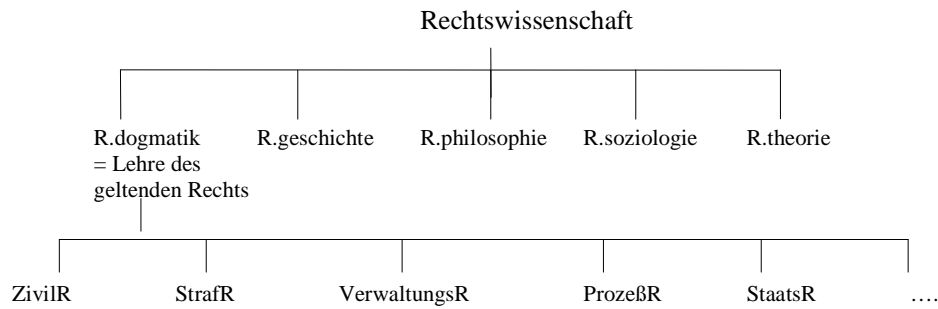 Rechtswissenschaft
R.dogmatik R.geschichte R.philosophie R.soziologie R.theorie
= Lehre des
geltenden Rechts
ZivilR StrafR VerwaltungsR ProzeßR StaatsR ….